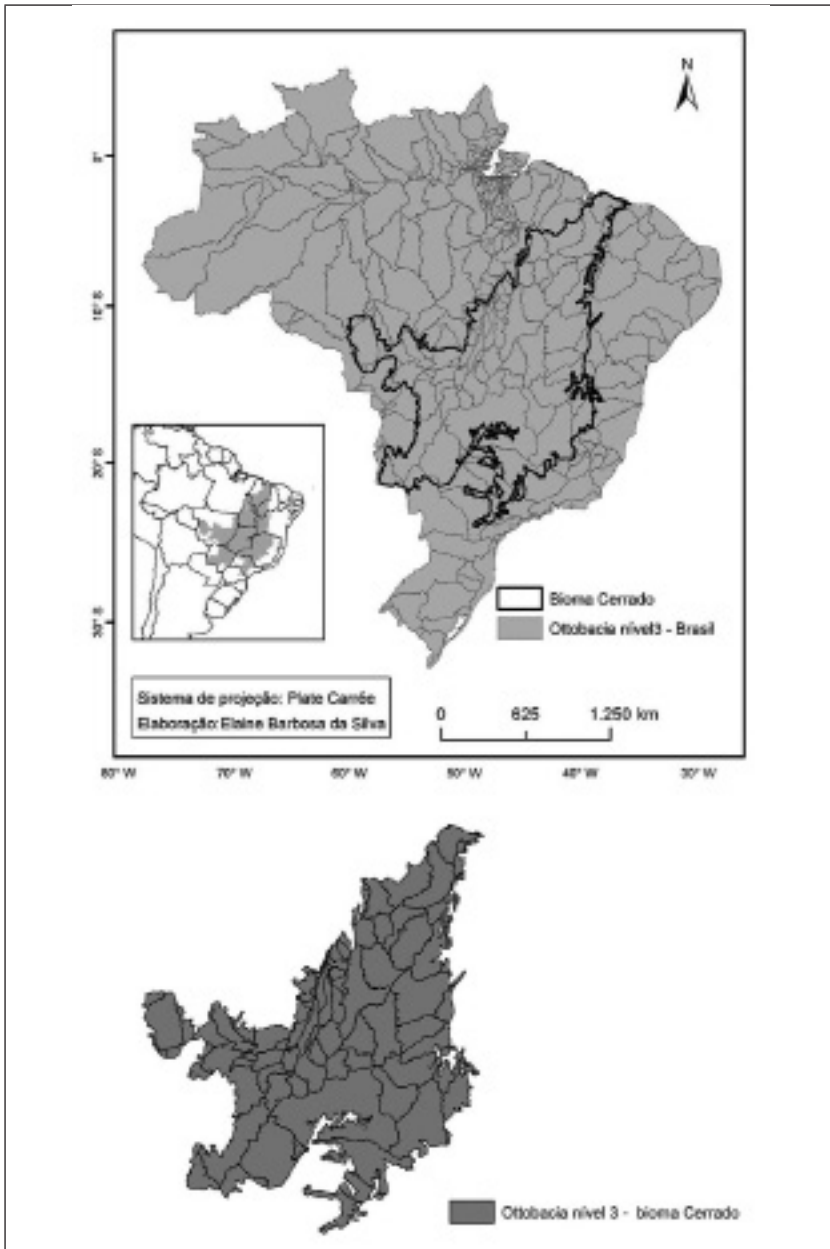 N
0°
10° S
20° S
30° S
Bioma Cerrado
Ottobacia nível3 - Brasil
Sistema de projeção: Plate Carrée
Elaboração: Elaine Barbosa da Silva
0 625 1.250 km
80° W 70° W 60° W 50° W 40° W 30° W
Ottobacia nível 3 - bioma Cerrado